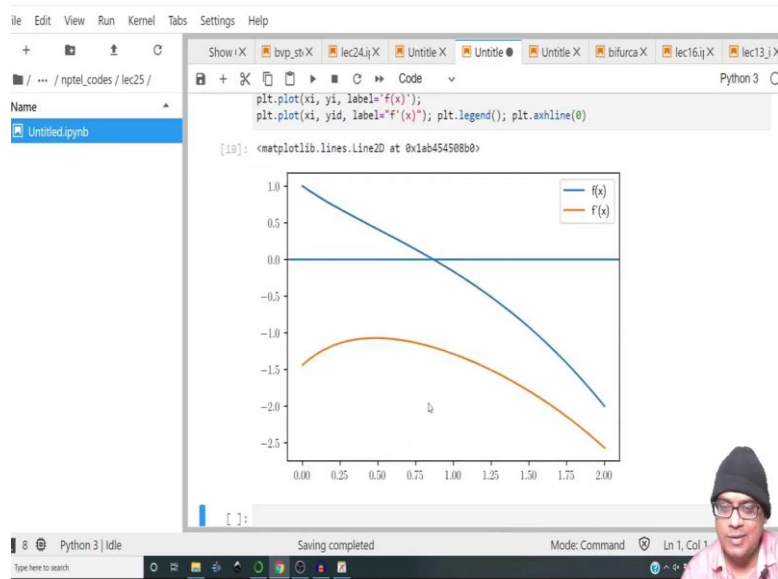 ile Edit View Run Kernel Tabs Settings Help
Show X bvp_st X lec24.ij X Untitle X Untitle Untitle X bifurca X lec16.ij X lec13_i X
/ ··· / nptel_codes / lec25 /
Code
Python 3
Name
Untitled.ipynb
plt.plot(xi, yi, label='f(x)');
plt.plot(xi, yid, label="f'(x)"); plt.legend(); plt.axhline(0)
[19]: <matplotlib.lines.Line2D at 0x1ab454508b0>
f(x)
f'(x)
1.0
0.5
0.0
−0.5
−1.0
−1.5
−2.0
−2.5
0.00 0.25 0.50 0.75 1.00 1.25 1.50 1.75 2.00
[ ]:
8 Python 3 | Idle Saving completed Mode: Command Ln 1, Col 1
Type here to search